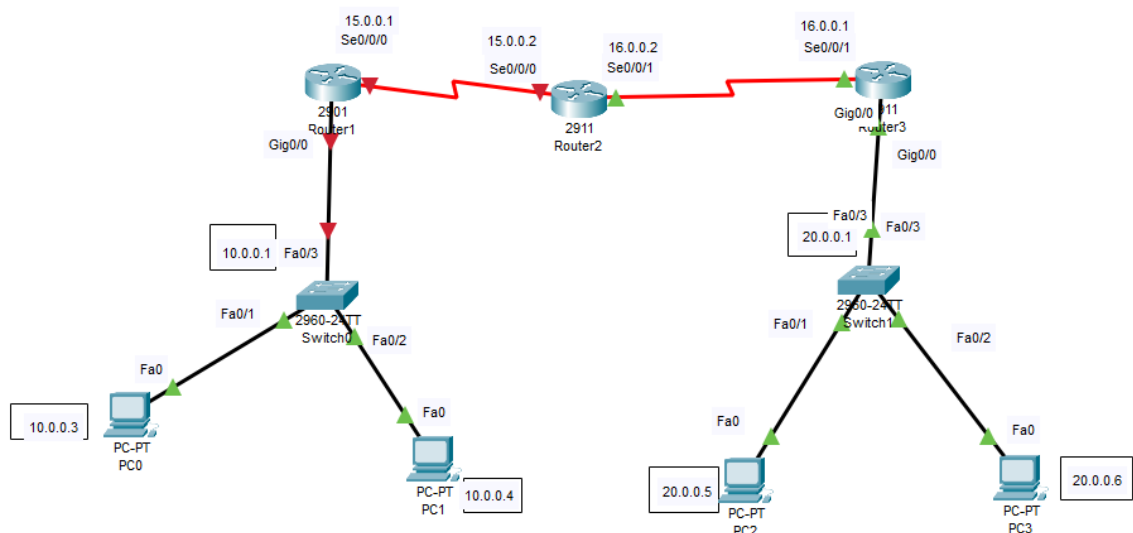 15.0.0.1
Se0/0/0
15.0.0.2
Se0/0/0
16.0.0.2
Se0/0/1
16.0.0.1
Se0/0/1
2901
Router1
2911
Router2
911
Router3
Gig0/0
Gig0/0
Gig0/0
10.0.0.1
Fa0/3
Fa0/3
Fa0/3
20.0.0.1
2960-24TT
Switch0
2960-24TT
Switch1
Fa0/1
Fa0/2
Fa0/1
Fa0/2
Fa0
Fa0
Fa0
Fa0
10.0.0.3
PC-PT
PC0
PC-PT
PC1
10.0.0.4
20.0.0.5
PC-PT
PC2
PC-PT
PC3
20.0.0.6